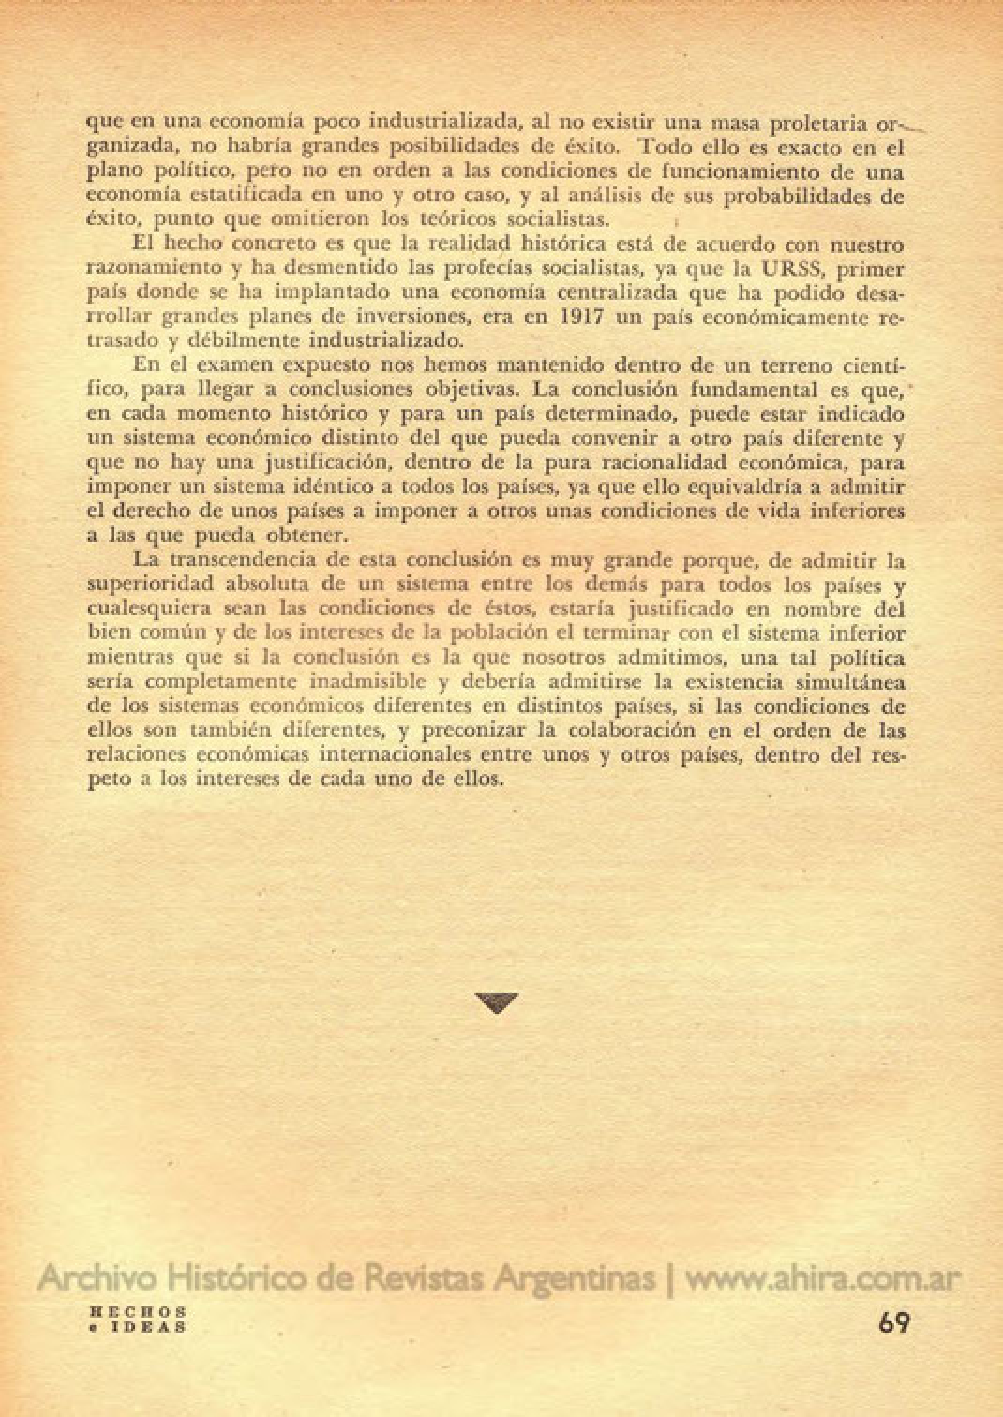 que en una economía poco industrializada, al no existir una masa proletaria or-
ganizada, no habría grandes posibilidades de éxito. Todo ello es exacto en el
plano político, pero no en orden a las condiciones de funcionamiento de una
economía estatificada en uno y otro caso, y al análisis de sus probabilidades de
éxito, punto que omitieron los teóricos socialistas.
El hecho concreto es que la realidad histórica está de acuerdo con nuestro
razonamiento y ha desmentido las profecías socialistas, ya que la URSS, primer
país donde se ha implantado una economía centralizada que ha podido desa-
rrollar grandes planes de inversiones, era en 1917 un país económicamente re-
trasado y débilmente industrializado.
En el examen expuesto nos hemos mantenido dentro de un terreno cientí-
fico, para llegar a conclusiones objetivas. La conclusión fundamental es que,
en cada momento histórico y para un país determinado, puede estar indicado
un sistema económico distinto del que pueda convenir a otro país diferente y
que no hay una justificación, dentro de la pura racionalidad económica, para
imponer un sistema idéntico a todos los países, ya que ello equivaldría a admitir
el derecho de unos países a imponer a otros unas condiciones de vida inferiores
a las que pueda obtener.
La transcendencia de esta conclusión es muy grande porque, de admitir la
superioridad absoluta de un sistema entre los demás para todos los países y
cualesquiera sean las condiciones de éstos, estaría justificado en nombre del
bien común y de los intereses de la población el terminar con el sistema inferior
mientras que si la conclusión es la que nosotros admitimos, una tal política
sería completamente inadmisible y debería admitirse la existencia simultánea
de los sistemas económicos diferentes en distintos países, si las condiciones de
ellos son también diferentes, y preconizar la colaboración en el orden de las
relaciones económicas internacionales entre unos y otros países, dentro del res-
peto a los intereses de cada uno de ellos.
Archivo Histórico de Revistas Argentinas | www.ahira.com.ar
HECHOS
e IDEAS
69